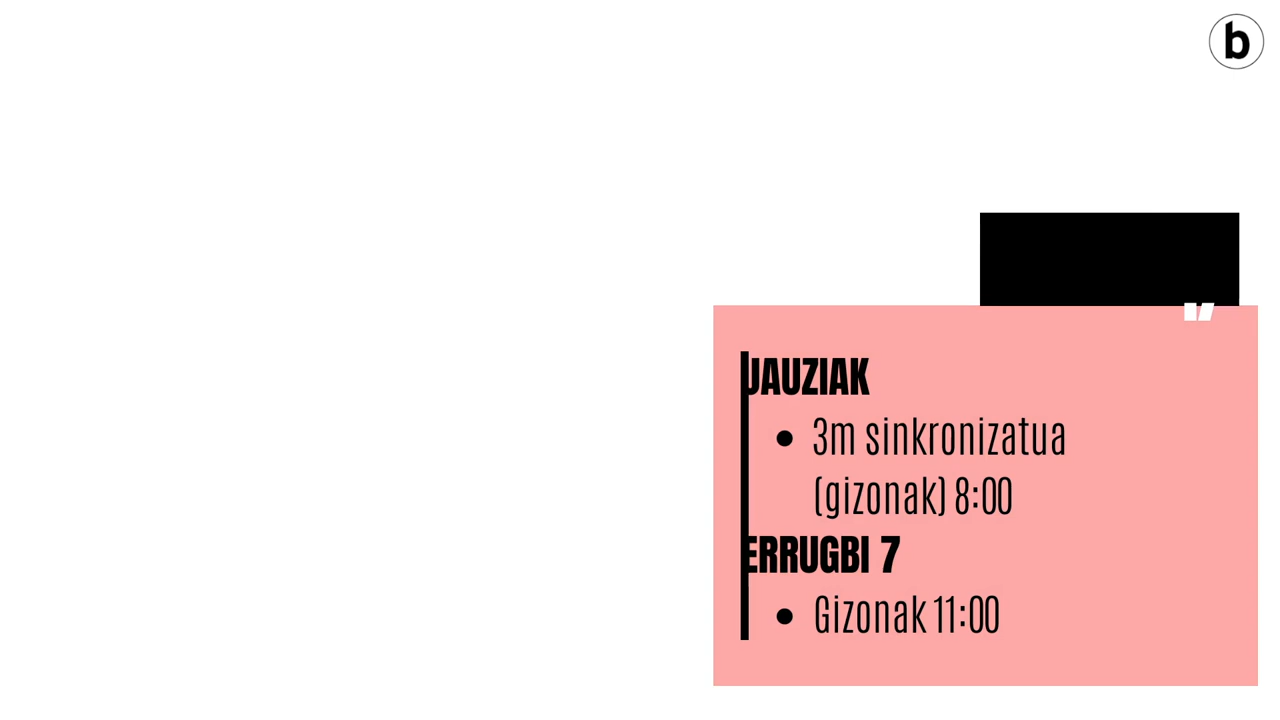 b
"
JAUZIAK
• 3m sinkronizatua
(gizonak) 8:00
ERRUGBI 7
• Gizonak 11:00